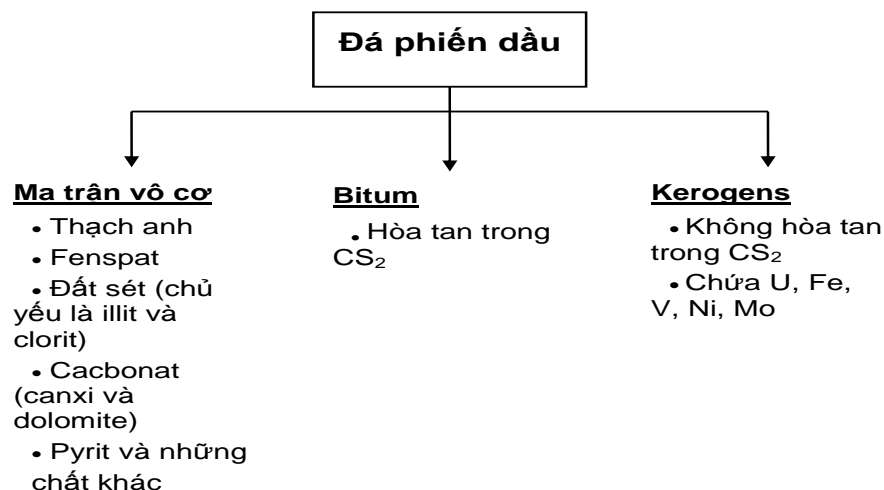 Đá phiến dầu
Ma trận vô cơ
• Thạch anh
• Fenspat
• Đất sét (chủ
yếu là illit và
clorit)
• Cacbonat
(canxi và
dolomite)
• Pyrit và những
chất khác
Bitum
• Hòa tan trong
CS₂
Kerogens
• Không hòa tan
trong CS₂
• Chứa U, Fe,
V, Ni, Mo